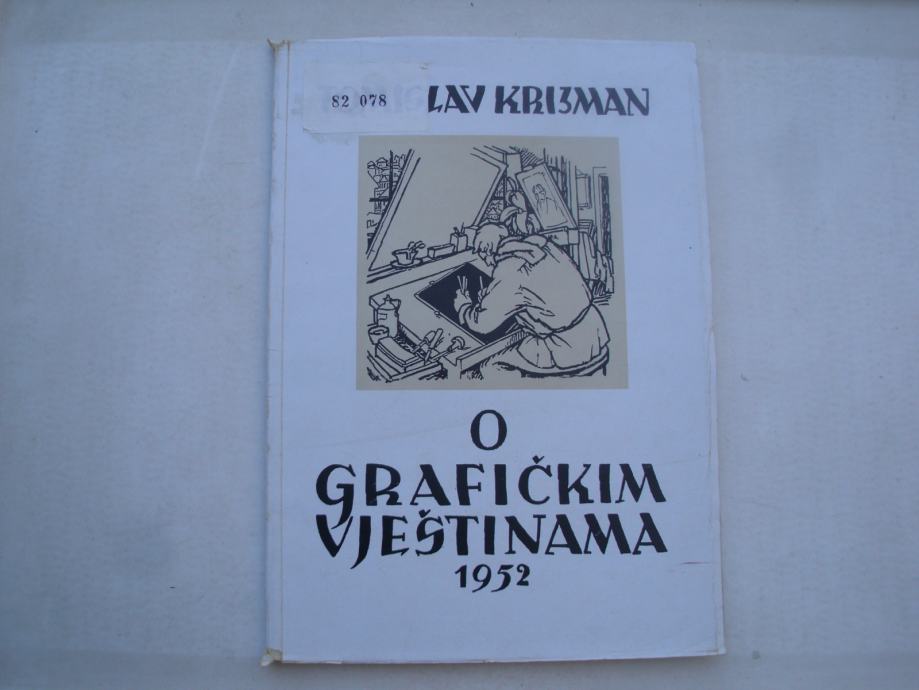 82 078
LAV KRIZMAN
O
GRAFIČKIM
VJEŠTINAMA
1952